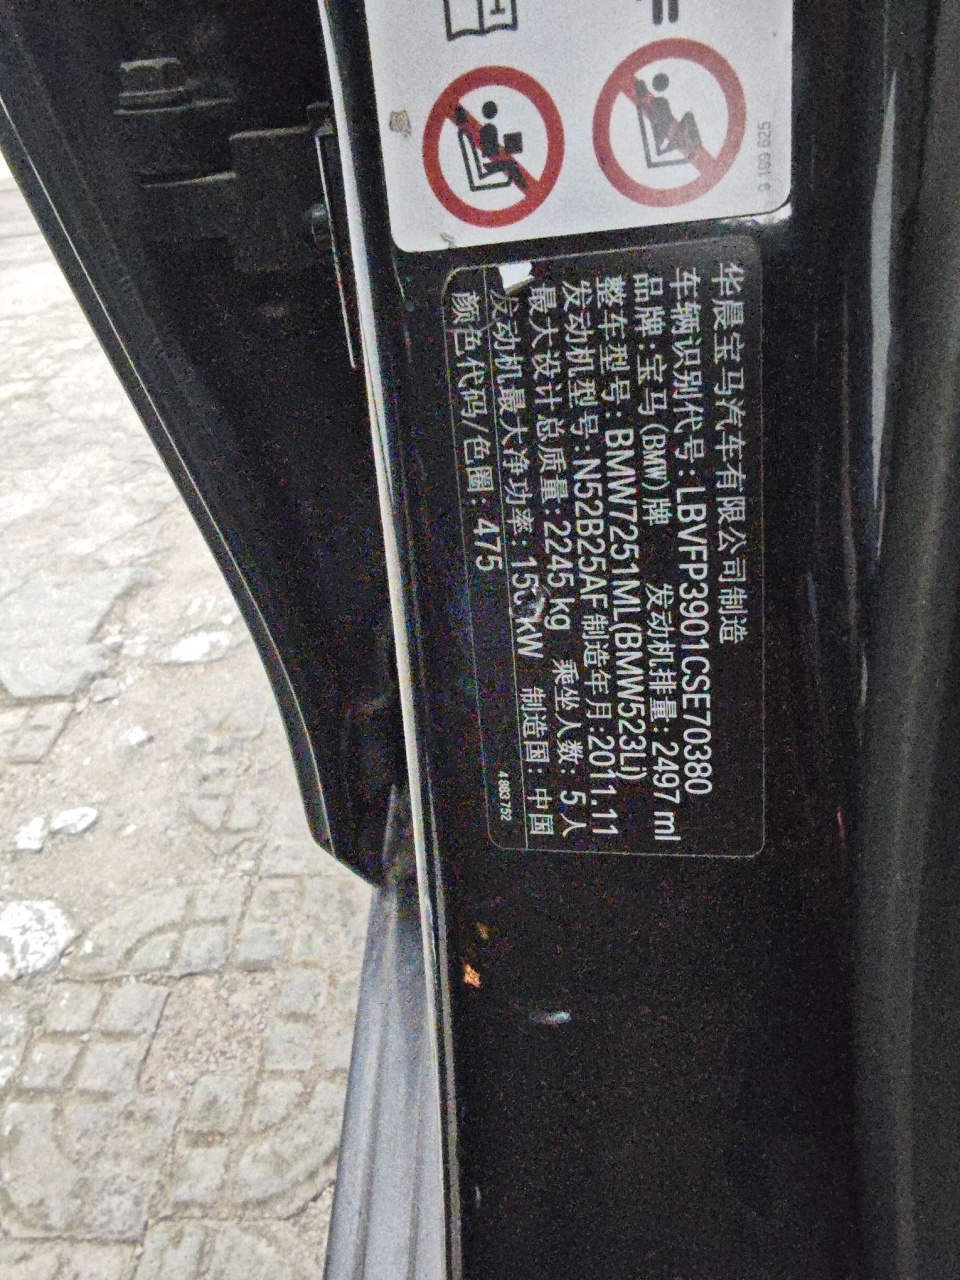 华晨宝马汽车有限公司制造
车辆识别代号:LBVFP3901CSE70380
品牌:宝马(BMW)牌 发动机排量:2497 ml
整车型号:BMW7251ML(BMW523Li)
发动机型号:N52B25AF 制造年月:2011.11
最大设计总质量:2245 kg 乘坐人数: 5 人
发动机最大净功率: kW 制造国: 中国
颜色代码/色圈: 475
4 883 752